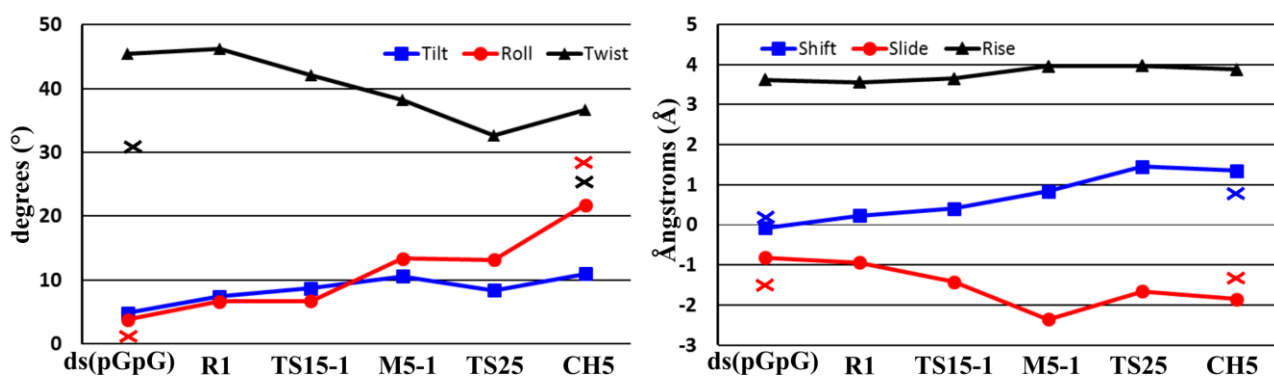 degrees (°)
50
40
30
20
10
0
Tilt Roll Twist
ds(pGpG) R1 TS15-1 M5-1 TS25 CH5
Ångstroms (Å)
5
4
3
2
1
0
-1
-2
-3
Shift Slide Rise
ds(pGpG) R1 TS15-1 M5-1 TS25 CH5